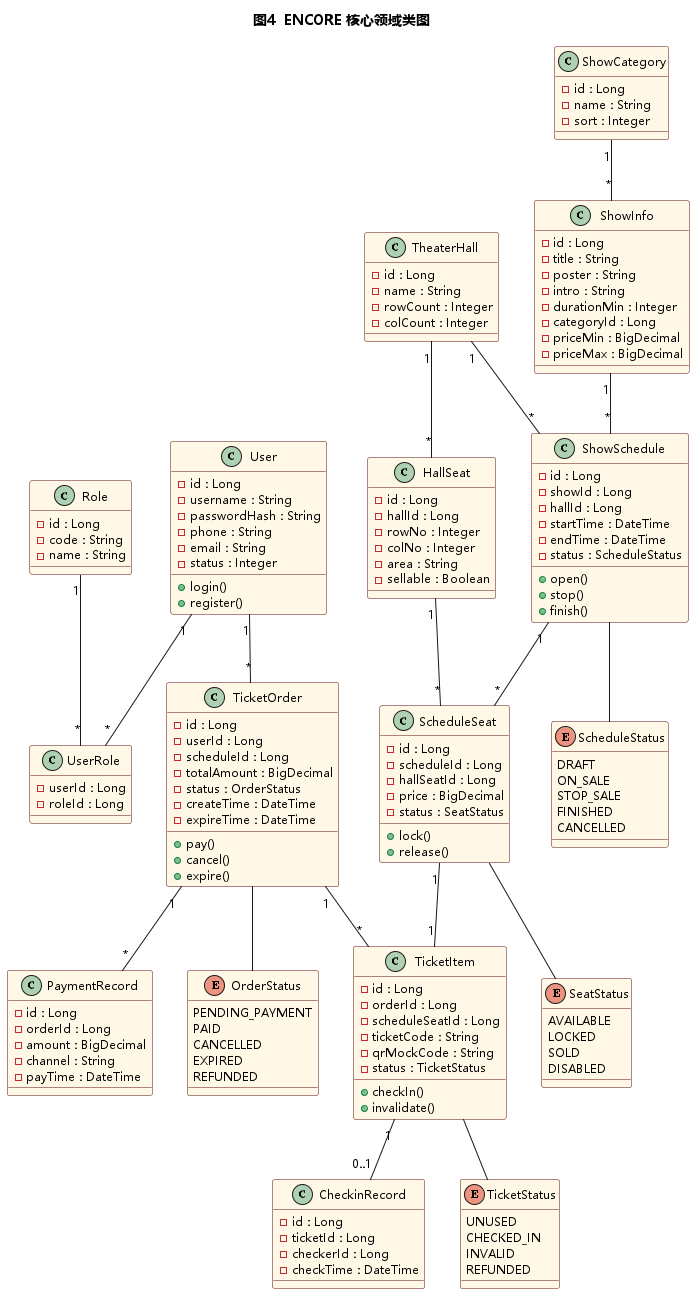 图4 ENCORE 核心领域类图
C ShowCategory
id : Long
name : String
sort : Integer
1
*
C ShowInfo
id : Long
title : String
poster : String
intro : String
durationMin : Integer
categoryId : Long
priceMin : BigDecimal
priceMax : BigDecimal
C TheaterHall
id : Long
name : String
rowCount : Integer
colCount : Integer
1
1
1
*
*
*
C ShowSchedule
id : Long
showId : Long
hallId : Long
startTime : DateTime
endTime : DateTime
status : ScheduleStatus
open()
stop()
finish()
C HallSeat
id : Long
hallId : Long
rowNo : Integer
colNo : Integer
area : String
sellable : Boolean
C User
id : Long
username : String
passwordHash : String
phone : String
email : String
status : Integer
login()
register()
C Role
id : Long
code : String
name : String
1
1
1
1
1
*
*
*
*
*
C UserRole
userId : Long
roleId : Long
C TicketOrder
id : Long
userId : Long
scheduleId : Long
totalAmount : BigDecimal
status : OrderStatus
createTime : DateTime
expireTime : DateTime
pay()
cancel()
expire()
C ScheduleSeat
id : Long
scheduleId : Long
hallSeatId : Long
price : BigDecimal
status : SeatStatus
lock()
release()
E ScheduleStatus
DRAFT
ON_SALE
STOP_SALE
FINISHED
CANCELLED
1
1
1
*
*
1
C PaymentRecord
id : Long
orderId : Long
amount : BigDecimal
channel : String
payTime : DateTime
E OrderStatus
PENDING_PAYMENT
PAID
CANCELLED
EXPIRED
REFUNDED
C TicketItem
id : Long
orderId : Long
scheduleSeatId : Long
ticketCode : String
qrMockCode : String
status : TicketStatus
checkIn()
invalidate()
E SeatStatus
AVAILABLE
LOCKED
SOLD
DISABLED
1
0..1
C CheckinRecord
id : Long
ticketId : Long
checkerId : Long
checkTime : DateTime
E TicketStatus
UNUSED
CHECKED_IN
INVALID
REFUNDED